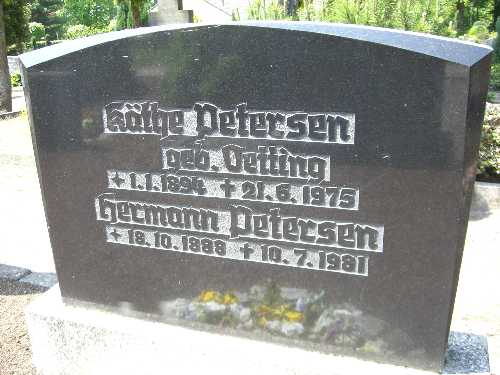 Käthe Petersen
geb. Oetting
+ 1.1.1894 + 21.6.1975
Hermann Petersen
+ 18.10.1888 + 10.7.1981